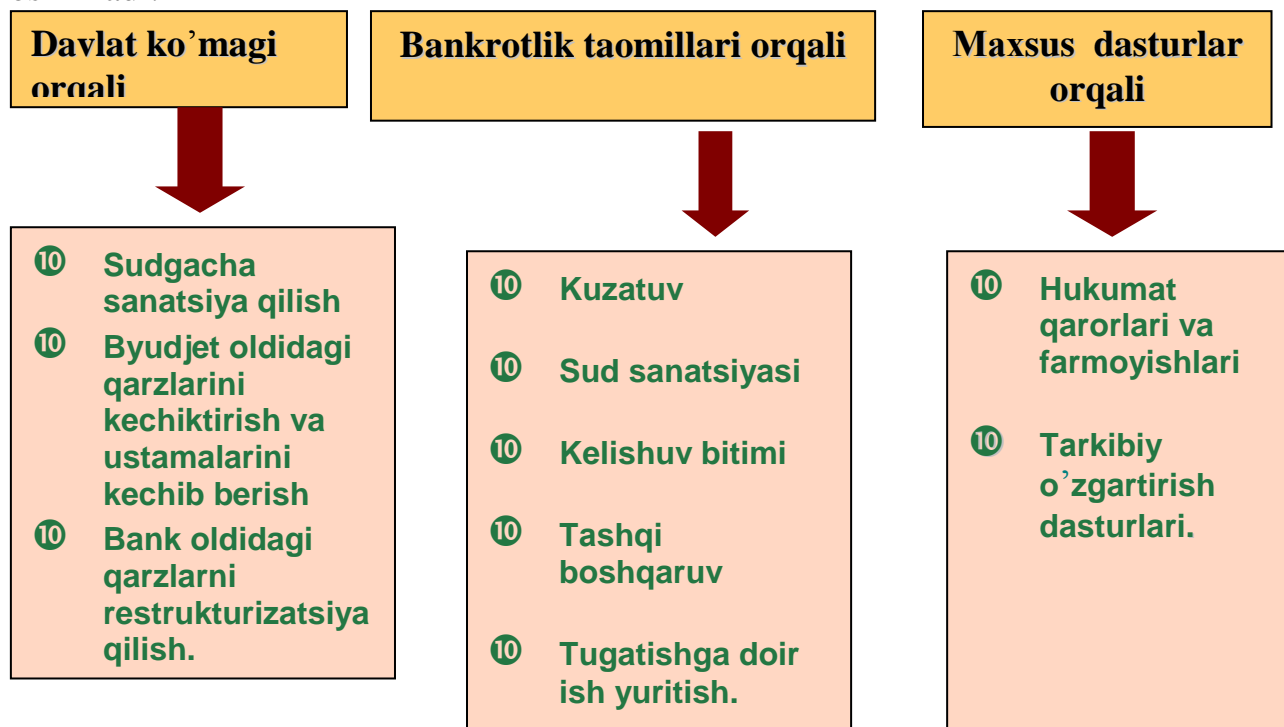 Davlat ko’magi
orqali
Bankrotlik taomillari orqali
Maxsus dasturlar
orqali
❿ Sudgacha
sanatsiya qilish
❿ Byudjet oldidagi
qarzlarini
kechiktirish va
ustamalarini
kechib berish
❿ Bank oldidagi
qarzlarni
restrukturizatsiya
qilish.
❿ Kuzatuv
❿ Sud sanatsiyasi
❿ Kelishuv bitimi
❿ Tashqi
boshqaruv
❿ Tugatishga doir
ish yuritish.
❿ Hukumat
qarorlari va
farmoyishlari
❿ Tarkibiy
o’zgartirish
dasturlari.